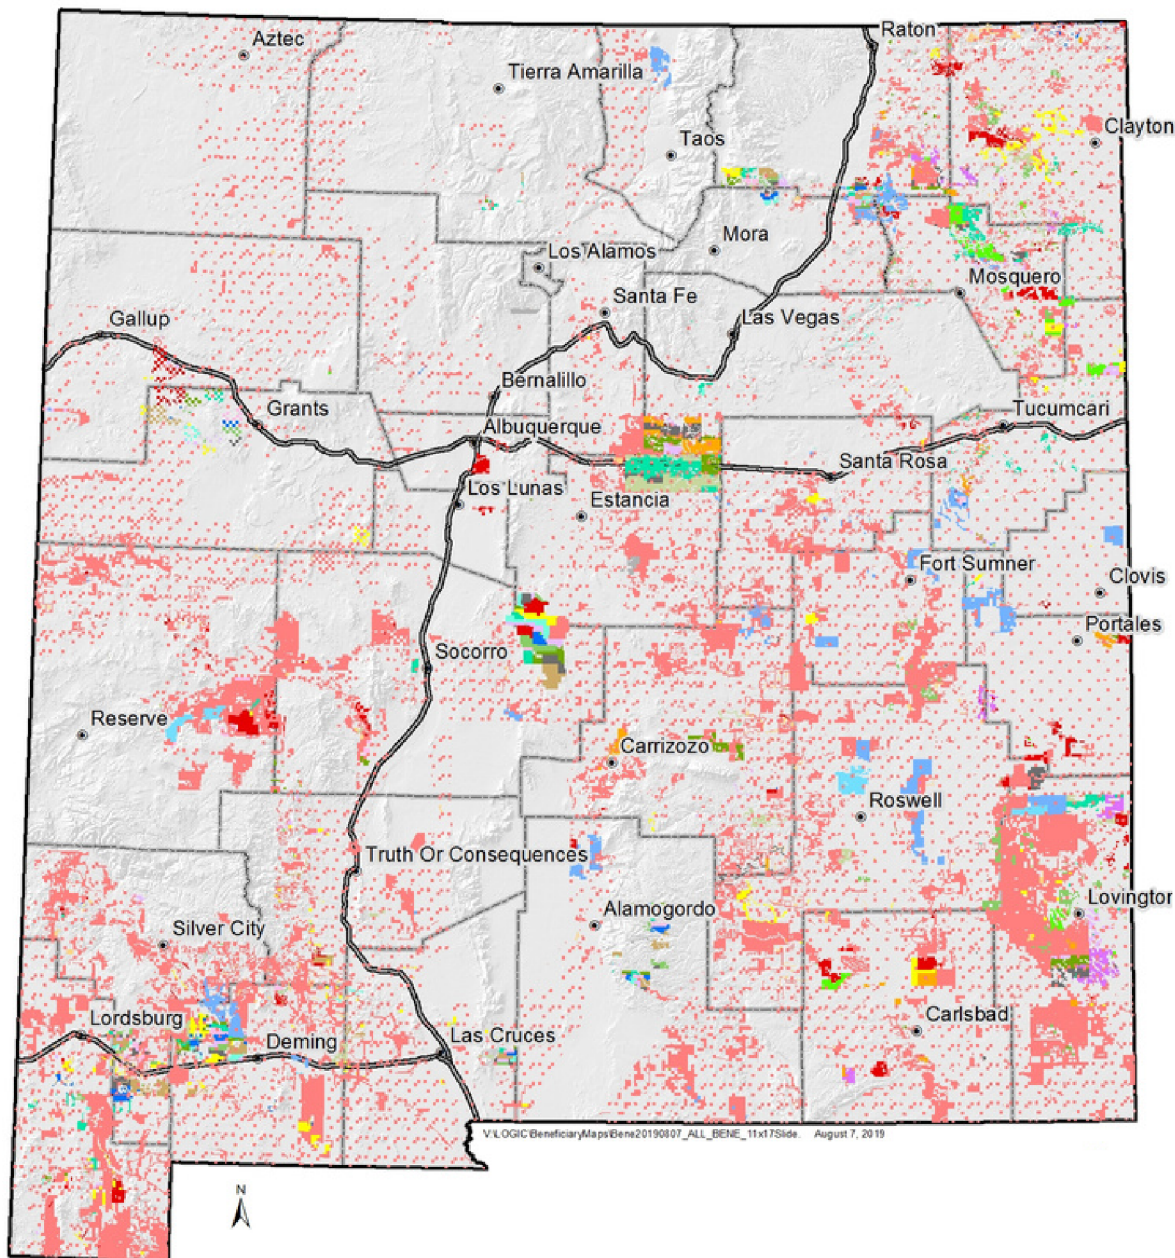 Raton
Aztec
Tierra Amarilla
Clayton
Taos
Mora
Los Alamos
Mosquero
Santa Fe
Gallup
Las Vegas
Bernalillo
Grants
Tucumcari
Albuquerque
Santa Rosa
Los Lunas
Estancia
Fort Sumner
Clovis
Portales
Socorro
Reserve
Carrizozo
Roswell
Truth Or Consequences
Lovington
Alamogordo
Silver City
Carlsbad
Lordsburg
Las Cruces
Deming
V:\LOGIC\BeneficiaryMaps\Bene20190807_ALL_BENE_11x17Slide. August 7, 2019
N